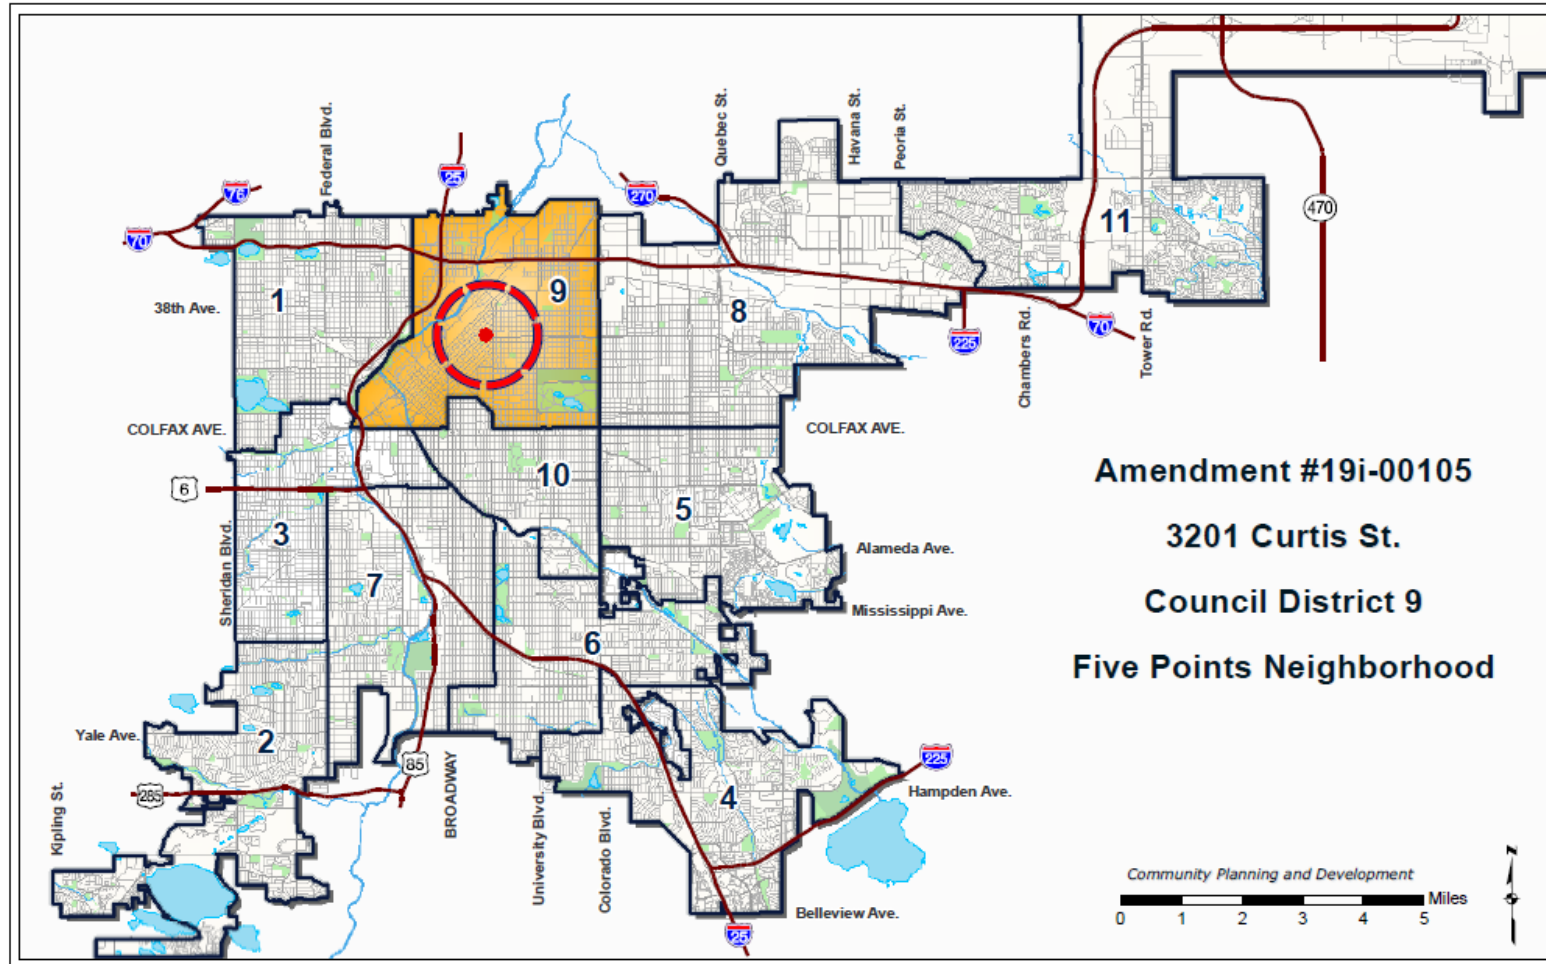 Federal Blvd.
Quebec St.
Havana St.
Peoria St.
76
25
270
70
470
11
1
9
8
38th Ave.
225
70
Chambers Rd.
Tower Rd.
COLFAX AVE.
COLFAX AVE.
6
10
5
3
7
Sheridan Blvd.
Alameda Ave.
Mississippi Ave.
6
Amendment #19i-00105
3201 Curtis St.
Council District 9
Five Points Neighborhood
Yale Ave.
2
85
285
225
Kipling St.
BROADWAY
University Blvd.
Colorado Blvd.
4
Hampden Ave.
Belleview Ave.
25
Community Planning and Development
Miles
0 1 2 3 4 5
N